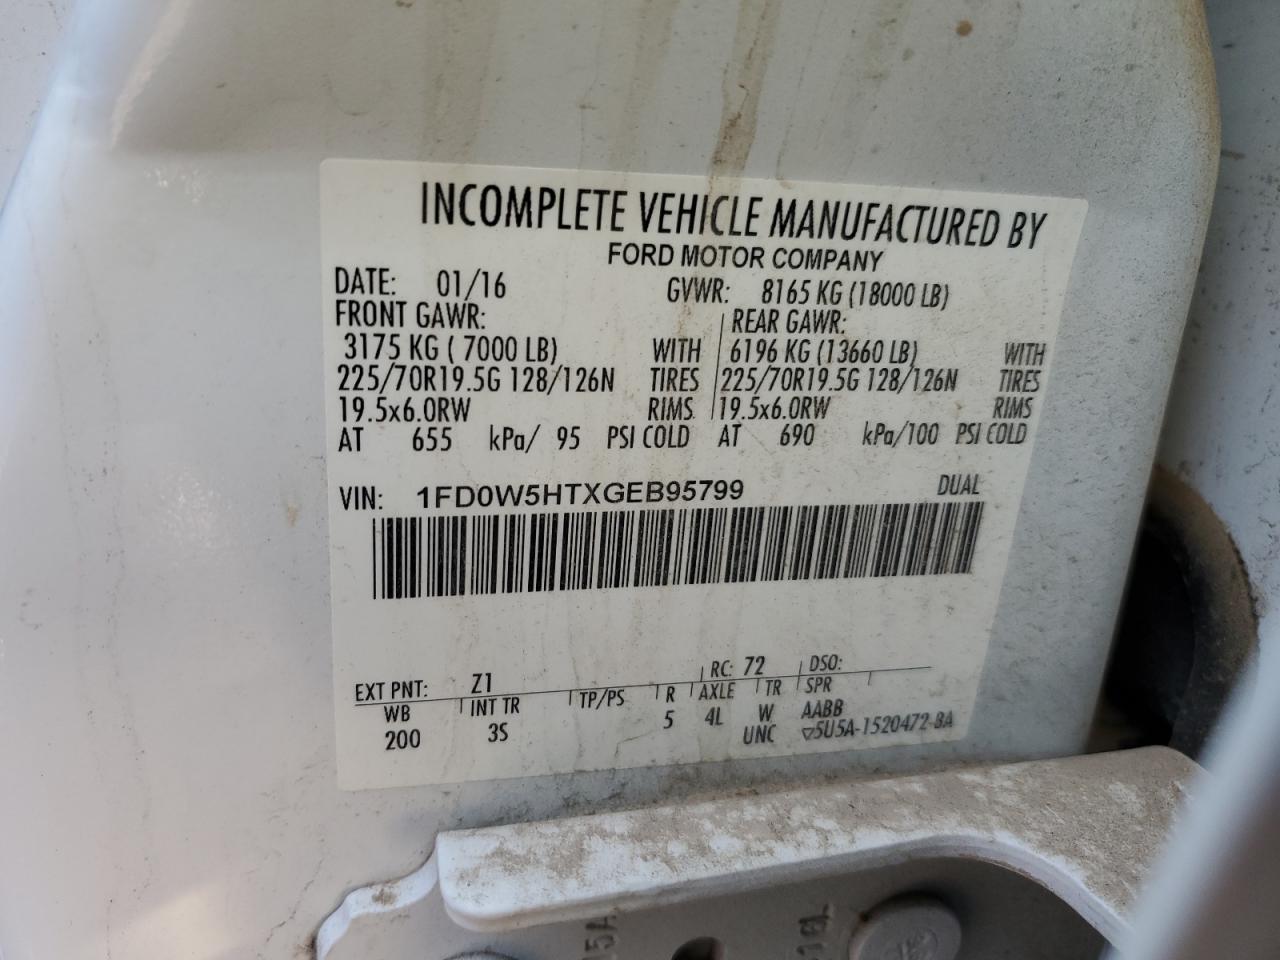 INCOMPLETE VEHICLE MANUFACTURED BY
FORD MOTOR COMPANY
DATE: 01/16 GVWR: 8165 KG (18000 LB)
FRONT GAWR: REAR GAWR:
3175 KG ( 7000 LB) WITH 6196 KG (13660 LB) WITH
225/70R19.5G 128/126N TIRES 225/70R19.5G 128/126N TIRES
19.5x6.0RW RIMS 19.5x6.0RW RIMS
AT 655 kPa/ 95 PSI COLD AT 690 kPa/100 PSI COLD
VIN: 1FD0W5HTXGEB95799 DUAL
EXT PNT: Z1 RC: 72 DSO:
WB INT TR TP/PS R AXLE TR SPR
200 3S 5 4L W AABB
UNC ▽5U5A-1520472-BA